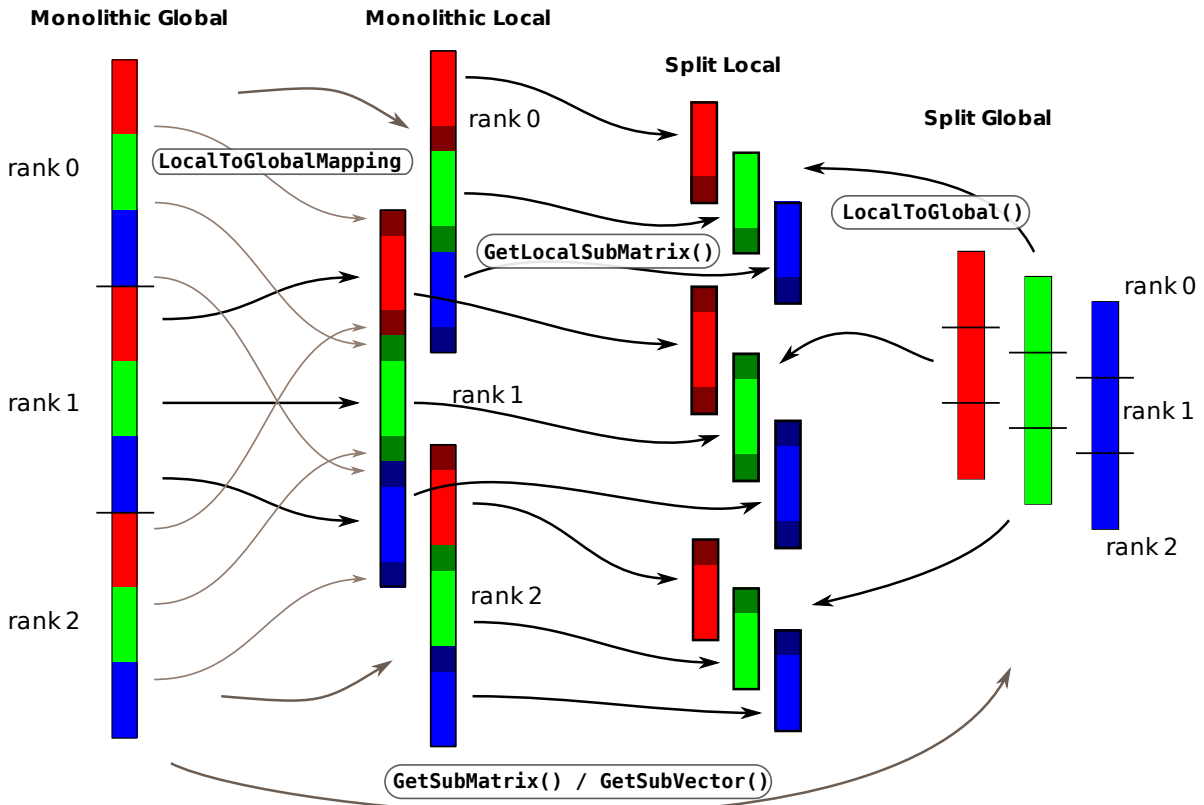 Monolithic Global
Monolithic Local
Split Local
Split Global
rank 0
LocalToGlobalMapping
rank 0
LocalToGlobal()
GetLocalSubMatrix()
rank 0
rank 1
rank 1
rank 1
rank 2
rank 2
rank 2
GetSubMatrix() / GetSubVector()